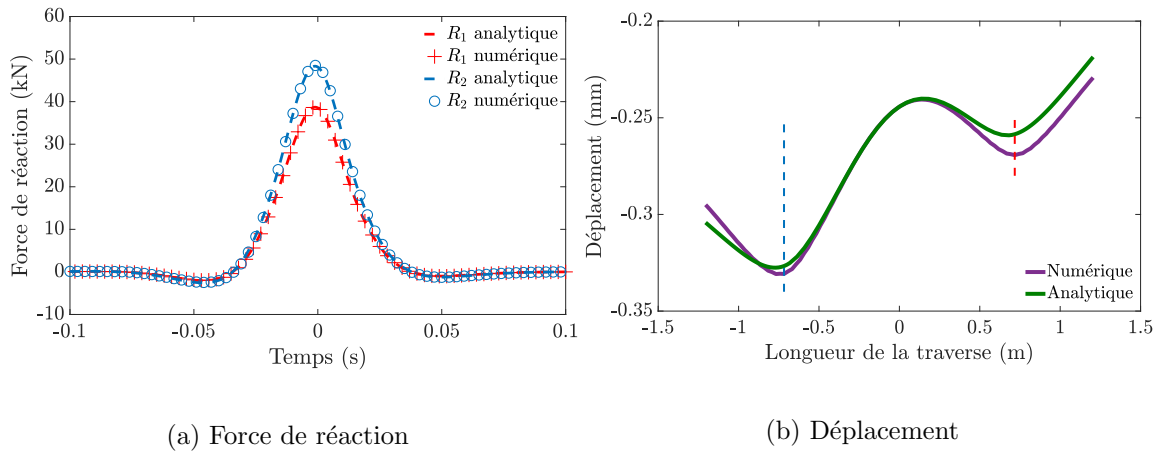 60
50
40
30
20
10
0
-10
-0.1
-0.05
0
0.05
0.1
Force de réaction (kN)
Temps (s)
R1 analytique
R1 numérique
R2 analytique
R2 numérique
(a) Force de réaction
-0.2
-0.25
-0.3
-0.35
-1.5
-1
-0.5
0
0.5
1
1.5
Déplacement (mm)
Longueur de la traverse (m)
Numérique
Analytique
(b) Déplacement